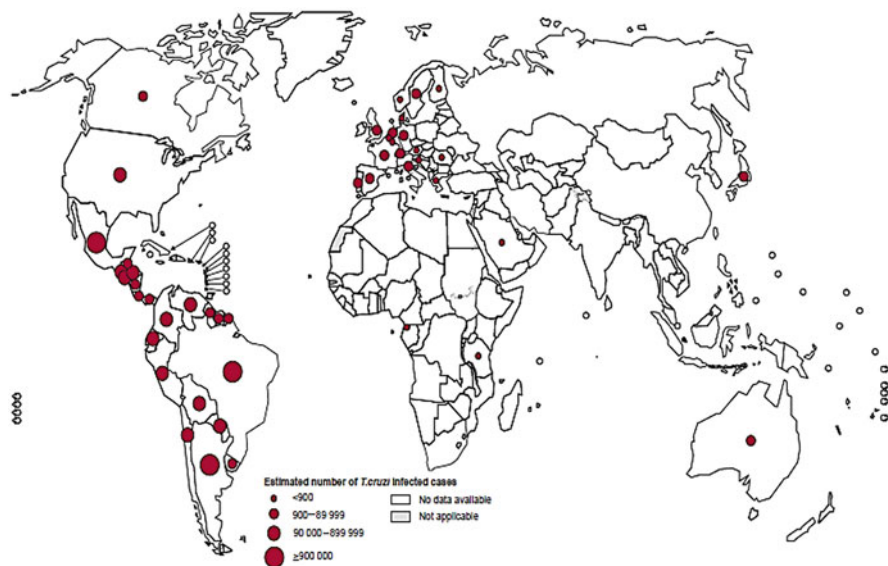 Estimated number of T.cruzi infected cases
<900
900–89 999
90 000–899 999
≥900 000
No data available
Not applicable